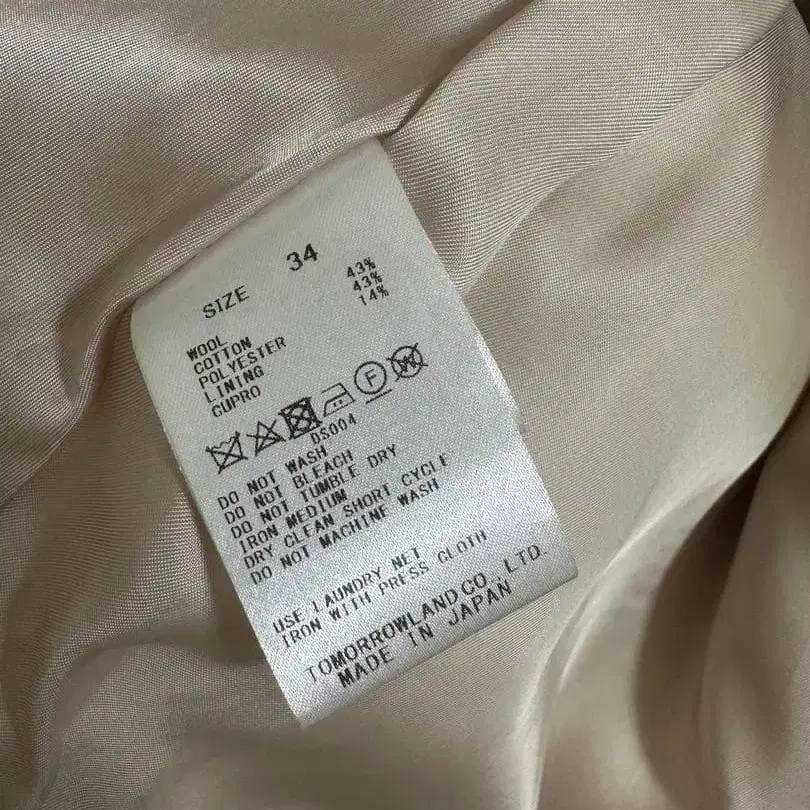 SIZE 34
WOOL 43%
COTTON 43%
POLYESTER 14%
LINING
CUPRO
F W
DS004
DO NOT WASH
DO NOT BLEACH
DO NOT TUMBLE DRY
IRON MEDIUM
DRY CLEAN SHORT CYCLE
DO NOT MACHINE WASH
USE LAUNDRY NET
IRON WITH PRESS CLOTH
TOMORROWLAND CO., LTD.
MADE IN JAPAN